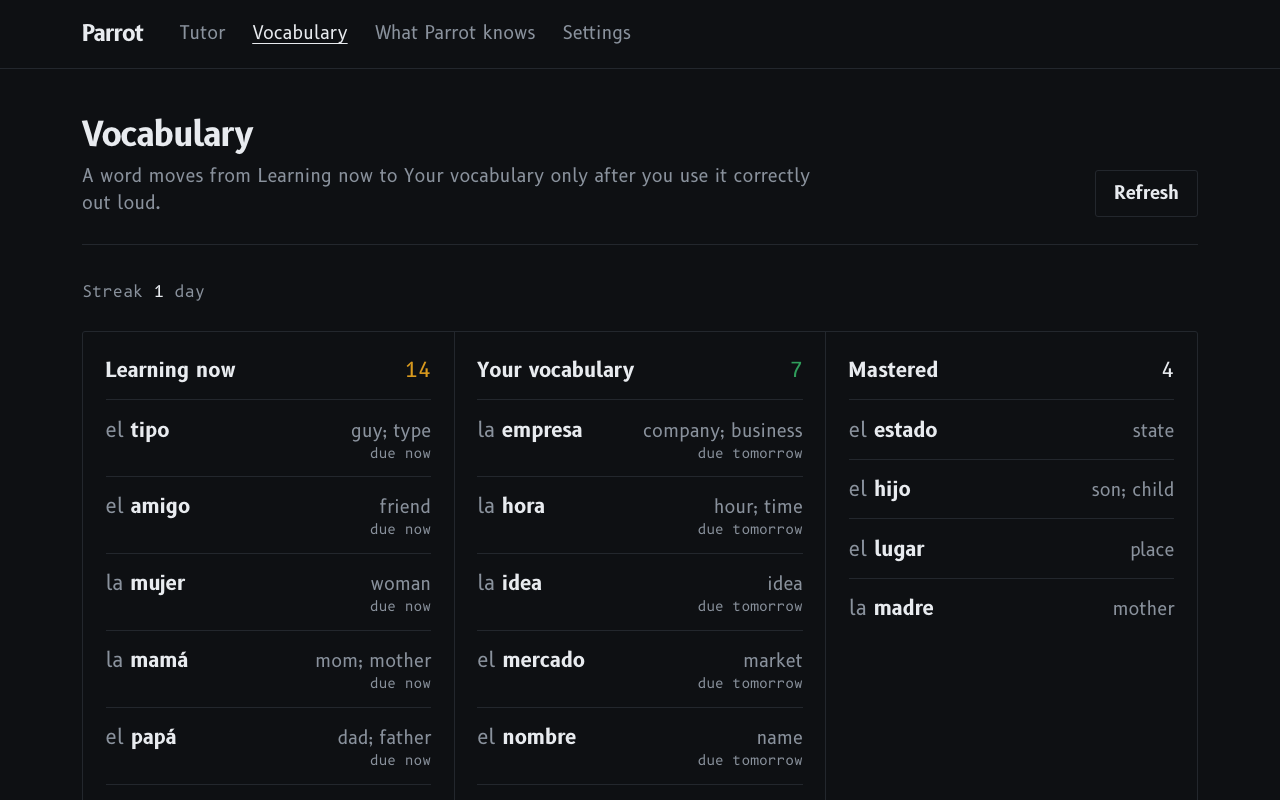 Parrot Tutor Vocabulary What Parrot knows Settings
Vocabulary
A word moves from Learning now to Your vocabulary only after you use it correctly
out loud.
Refresh
Streak 1 day
Learning now 14
el tipo guy; type
due now
el amigo friend
due now
la mujer woman
due now
la mamá mom; mother
due now
el papá dad; father
due now
Your vocabulary 7
la empresa company; business
due tomorrow
la hora hour; time
due tomorrow
la idea idea
due tomorrow
el mercado market
due tomorrow
el nombre name
due tomorrow
Mastered 4
el estado state
el hijo son; child
el lugar place
la madre mother